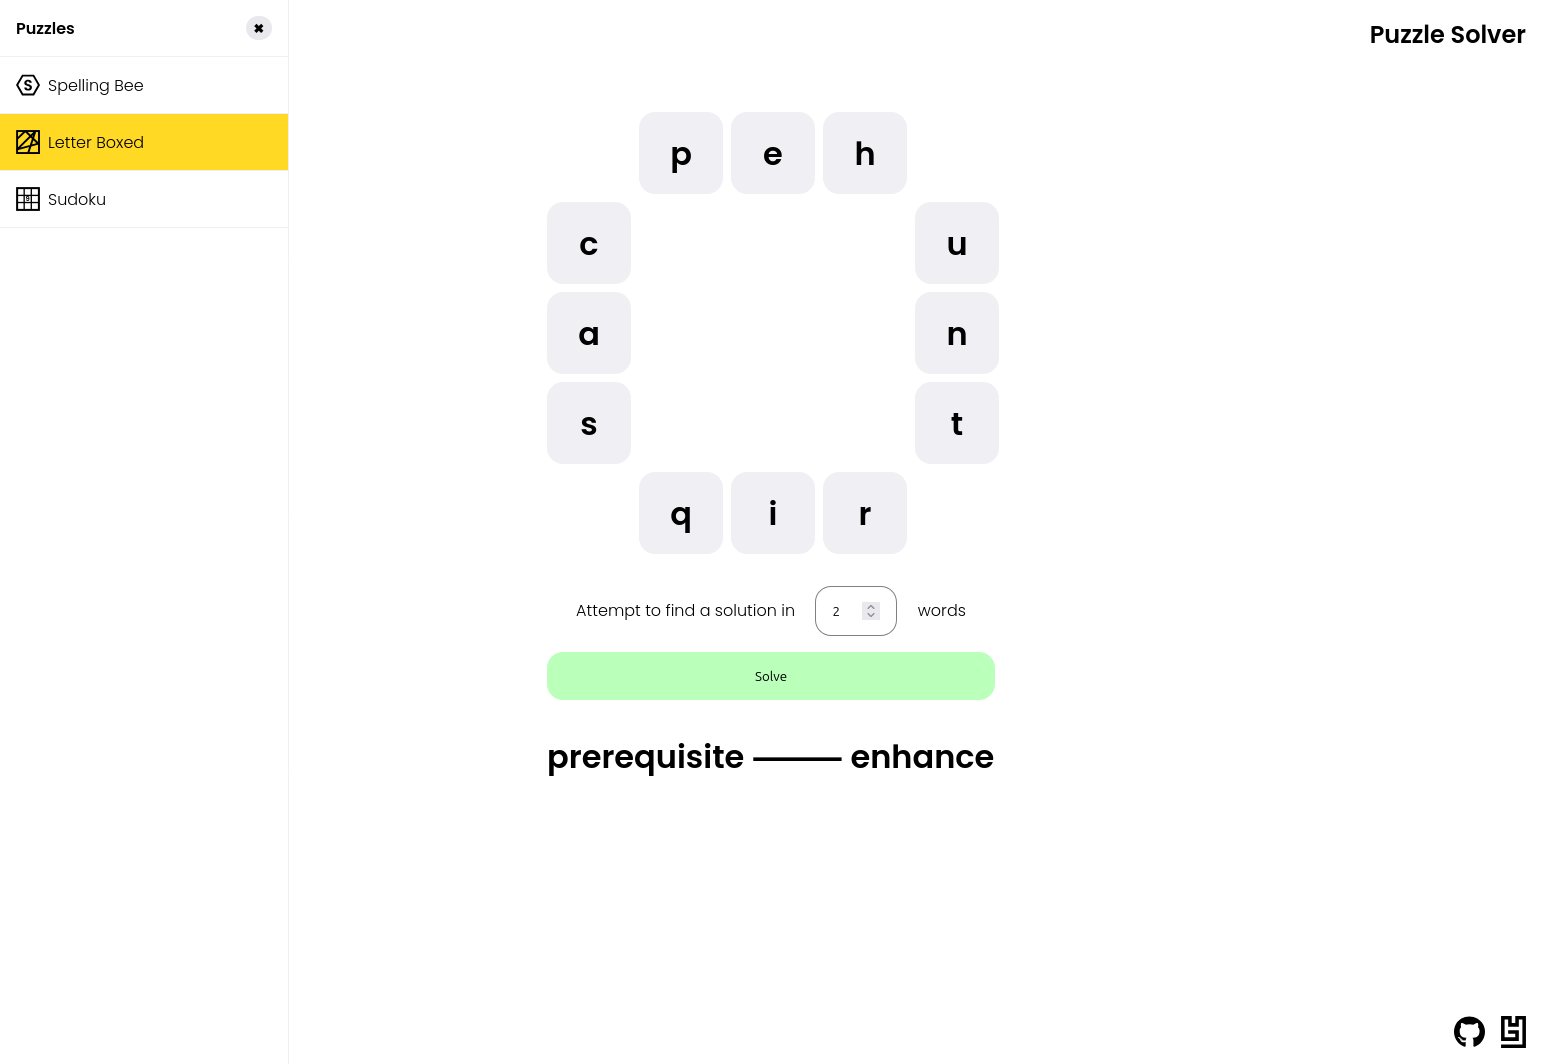 Puzzles ✖
Puzzle Solver
Spelling Bee
Letter Boxed
Sudoku
p e h
c u
a n
s t
q i r
Attempt to find a solution in 2 words
Solve
prerequisite —— enhance